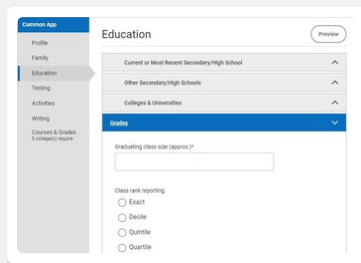 Common App
Profile
Family
Education
Testing
Activities
Writing
Courses & Grades
0 college(s) require
Education
Preview
Current or Most Recent Secondary/High School
Other Secondary/High Schools
Colleges & Universities
Grades
Graduating class size (approx.)*
Class rank reporting
Exact
Decile
Quintile
Quartile